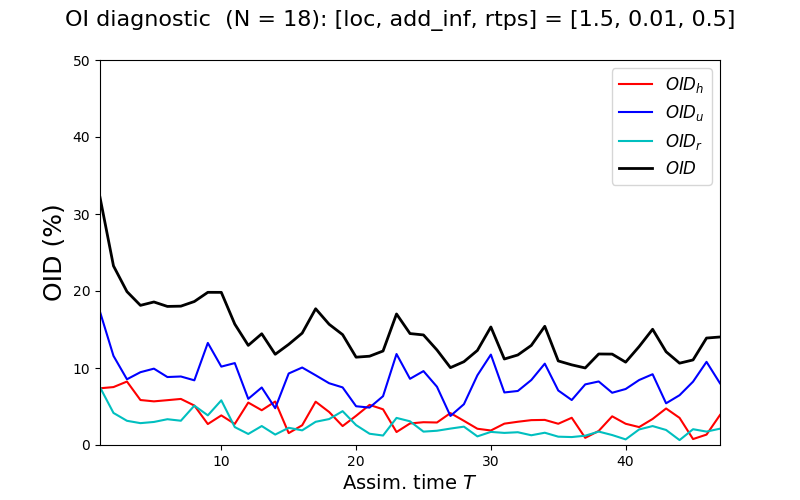 OI diagnostic (N = 18): [loc, add_inf, rtps] = [1.5, 0.01, 0.5]
OID (%)
50
40
30
20
10
0
OID_h
OID_u
OID_r
OID
10
20
30
40
Assim. time T